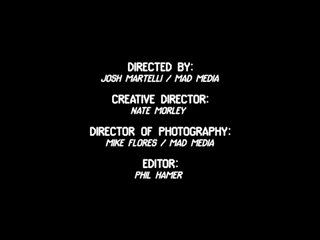 DIRECTED BY:
JOSH MARTELLI / MAD MEDIA
CREATIVE DIRECTOR:
NATE MORLEY
DIRECTOR OF PHOTOGRAPHY:
MIKE FLORES / MAD MEDIA
EDITOR:
PHIL HAMER